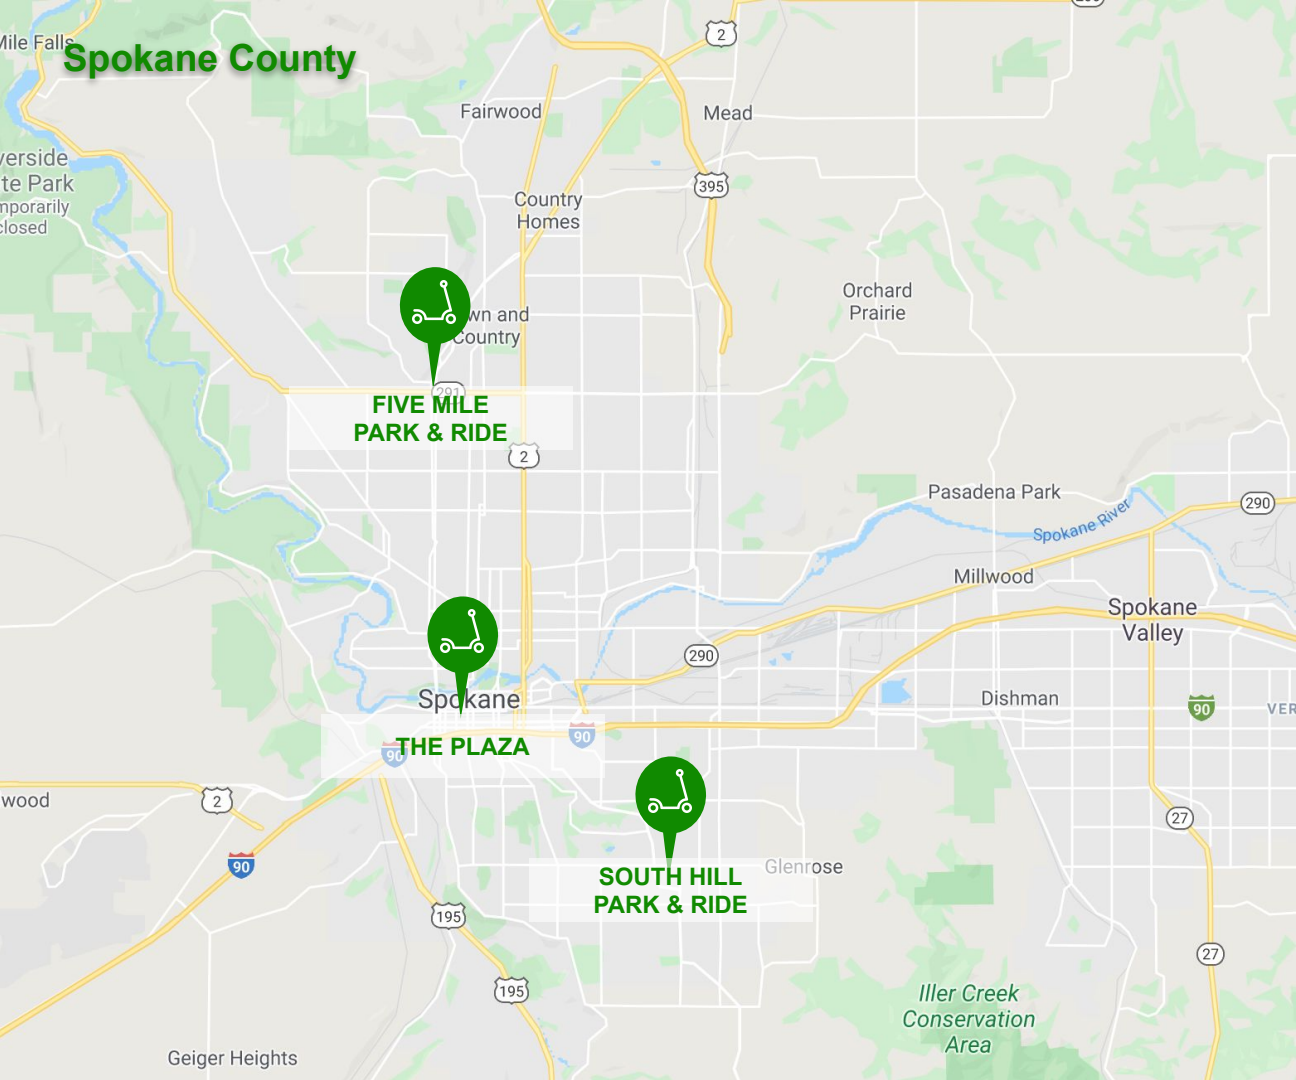 2
Mile Falls
Spokane County
Fairwood
Mead
verside
te Park
mporarily
closed
395
Country
Homes
Orchard
Prairie
wn and
Country
291
FIVE MILE
PARK & RIDE
2
Pasadena Park
290
Spokane River
Millwood
Spokane
Valley
290
Spokane
Dishman
90
VER
90
THE PLAZA
90
wood
2
27
90
Glenrose
SOUTH HILL
PARK & RIDE
195
27
195
Iller Creek
Conservation
Area
Geiger Heights